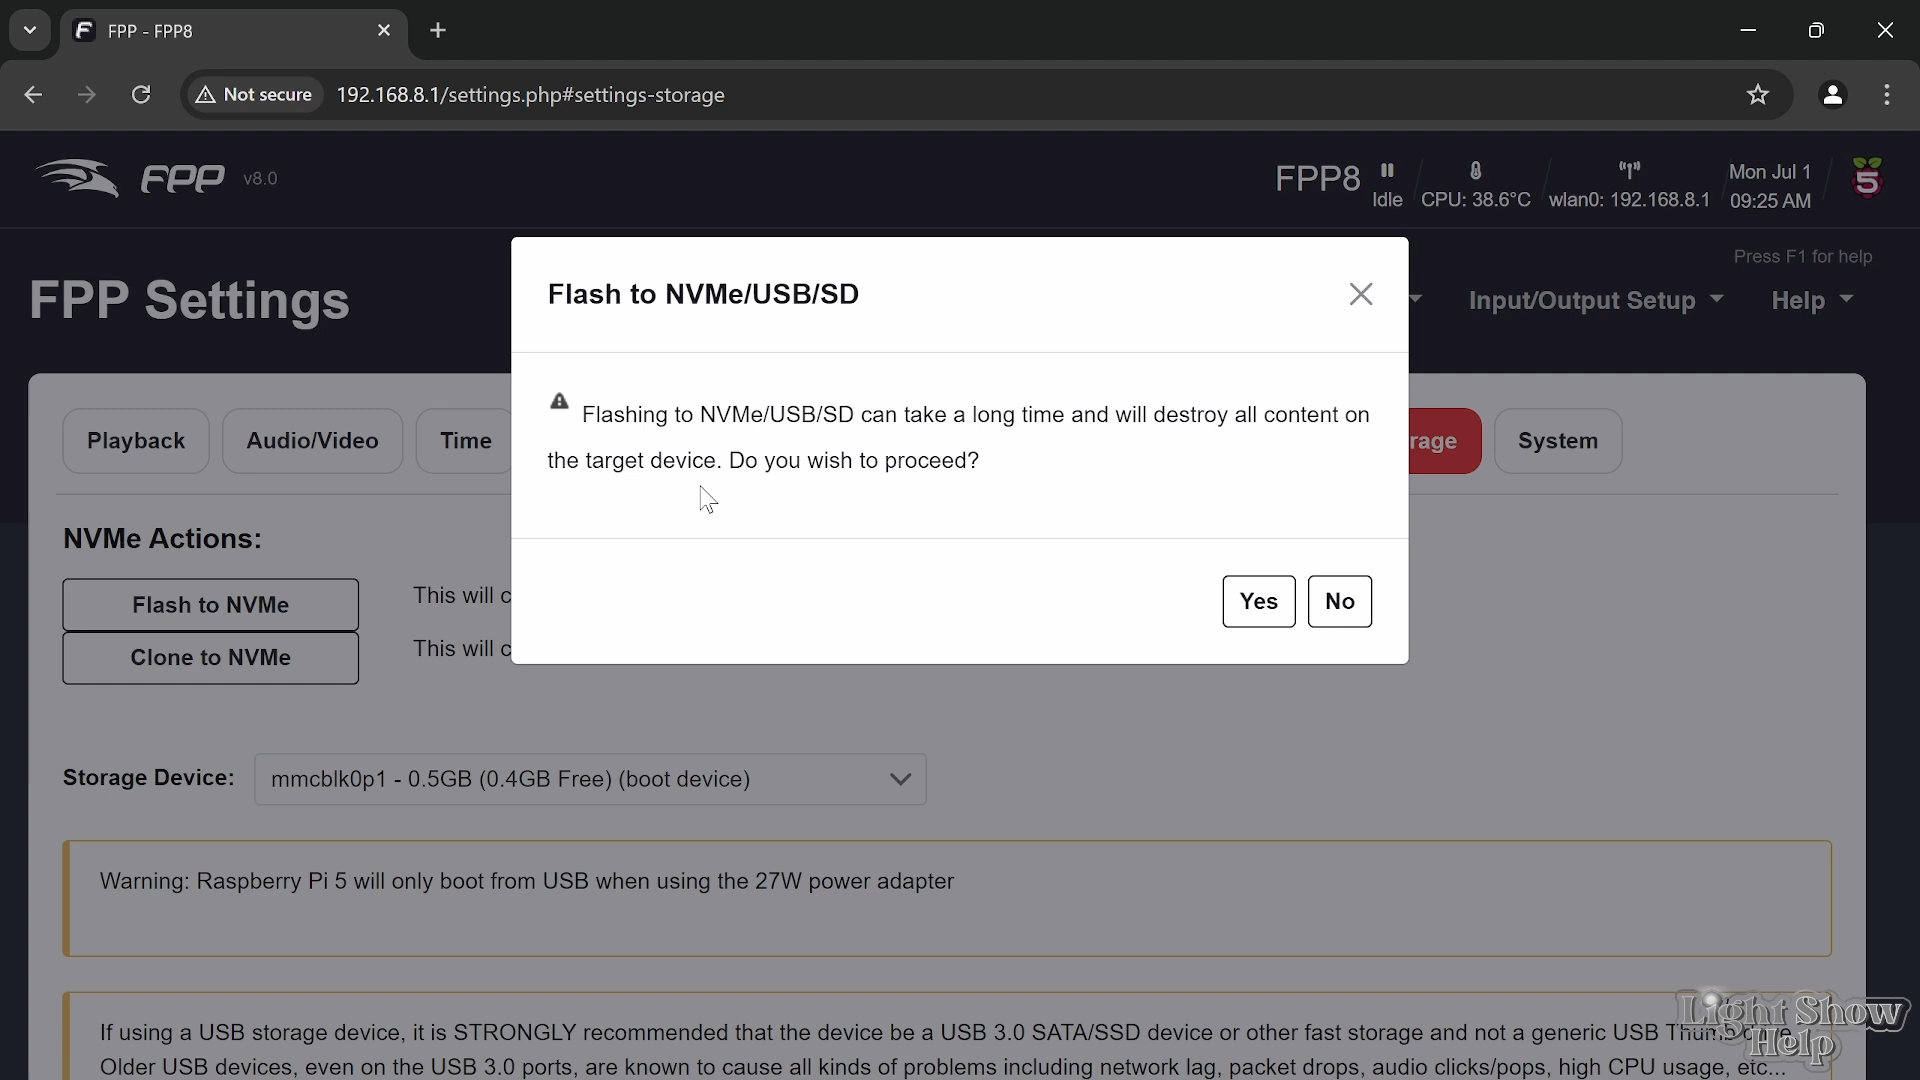 FPP - FPP8
Not secure
192.168.8.1/settings.php#settings-storage
FPP
v8.0
FPP8
Idle
CPU: 38.6°C
wlan0: 192.168.8.1
Mon Jul 1
09:25 AM
5
Press F1 for help
FPP Settings
Input/Output Setup
Help
Flash to NVMe/USB/SD
Flashing to NVMe/USB/SD can take a long time and will destroy all content on
the target device. Do you wish to proceed?
Yes
No
Playback
Audio/Video
Time
rage
System
NVMe Actions:
Flash to NVMe
This will c
Clone to NVMe
This will c
Storage Device:
mmcblk0p1 - 0.5GB (0.4GB Free) (boot device)
Warning: Raspberry Pi 5 will only boot from USB when using the 27W power adapter
If using a USB storage device, it is STRONGLY recommended that the device be a USB 3.0 SATA/SSD device or other fast storage and not a generic USB Thumb
Older USB devices, even on the USB 3.0 ports, are known to cause all kinds of problems including network lag, packet drops, audio clicks/pops, high CPU usage, etc...
Light Show
Help